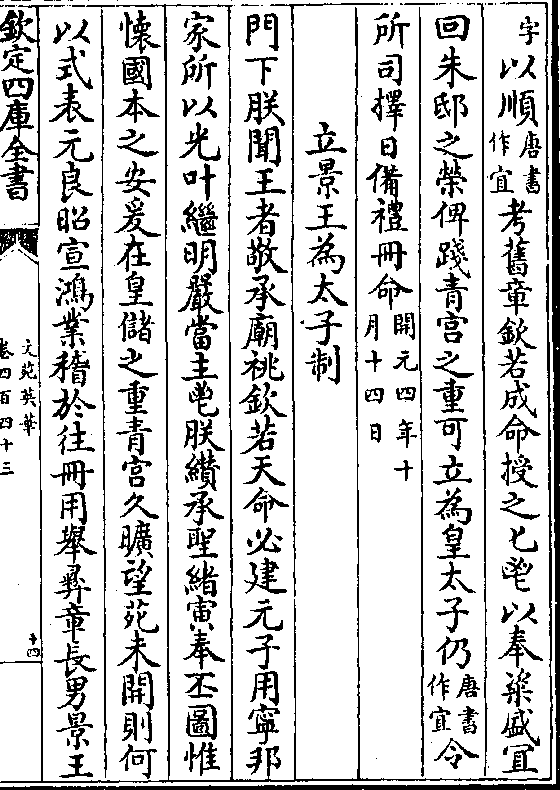 字以順唐書作宜考舊章欽若成命授之匕鬯以奉粢盛宜
回朱邸之榮俾踐青宮之重可立為皇太子仍唐書作宜令
所司擇日備禮冊命開元四年十月十四日
立景王為太子制
門下朕聞王者敬承廟祧欽若天命必建元子用寧邦
家所以光叶繼明嚴當主鬯朕纘承聖緒寅奉丕圖惟
懐國本之安爰在皇儲之重青宮久曠望苑未開則何
以式表元良昭宣鴻業稽於往冊用舉彛章長男景王
欽定四庫全書
文苑英華
卷四百四十三
十四